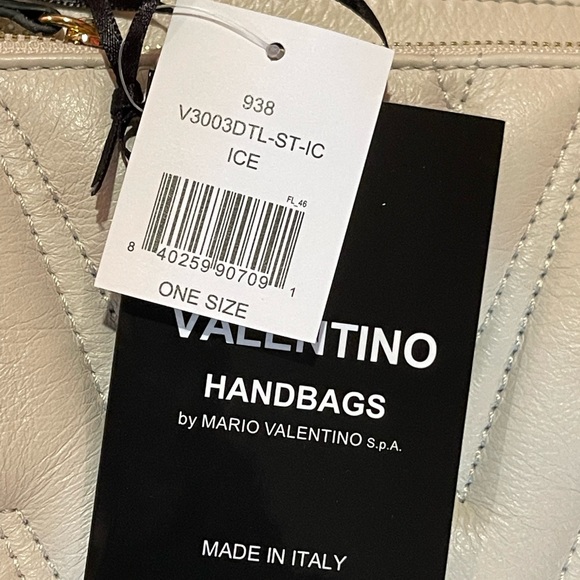 938
V3003DTL-ST-IC
ICE
FL_46
8 40259 90709 1
ONE SIZE
VALENTINO
HANDBAGS
by MARIO VALENTINO S.p.A.
MADE IN ITALY